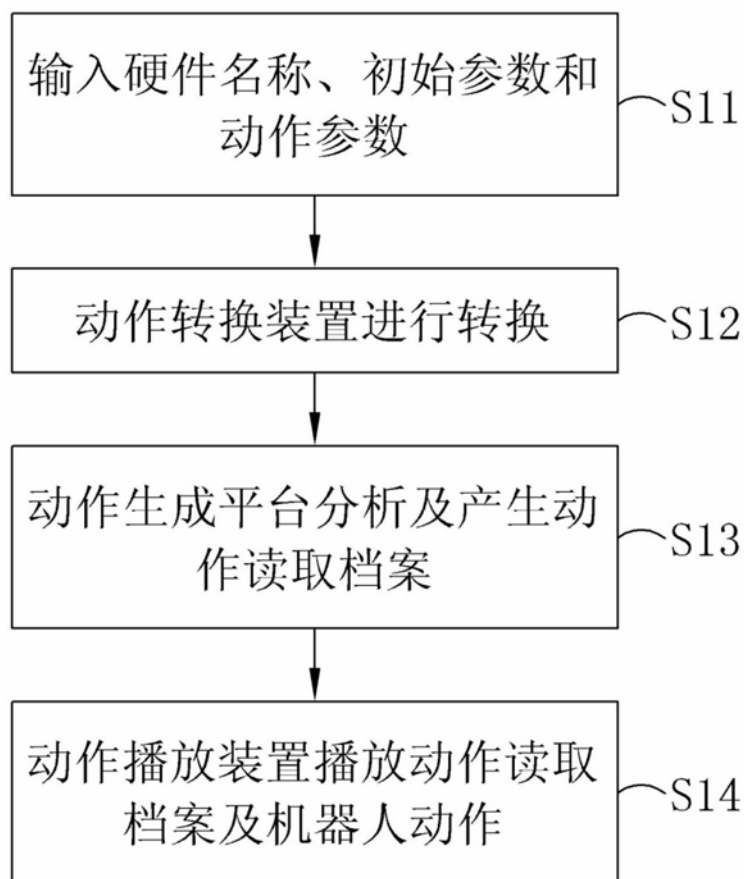 输入硬件名称、初始参数和
动作参数
S11
动作转换装置进行转换
S12
动作生成平台分析及产生动
作读取档案
S13
动作播放装置播放动作读取
档案及机器人动作
S14